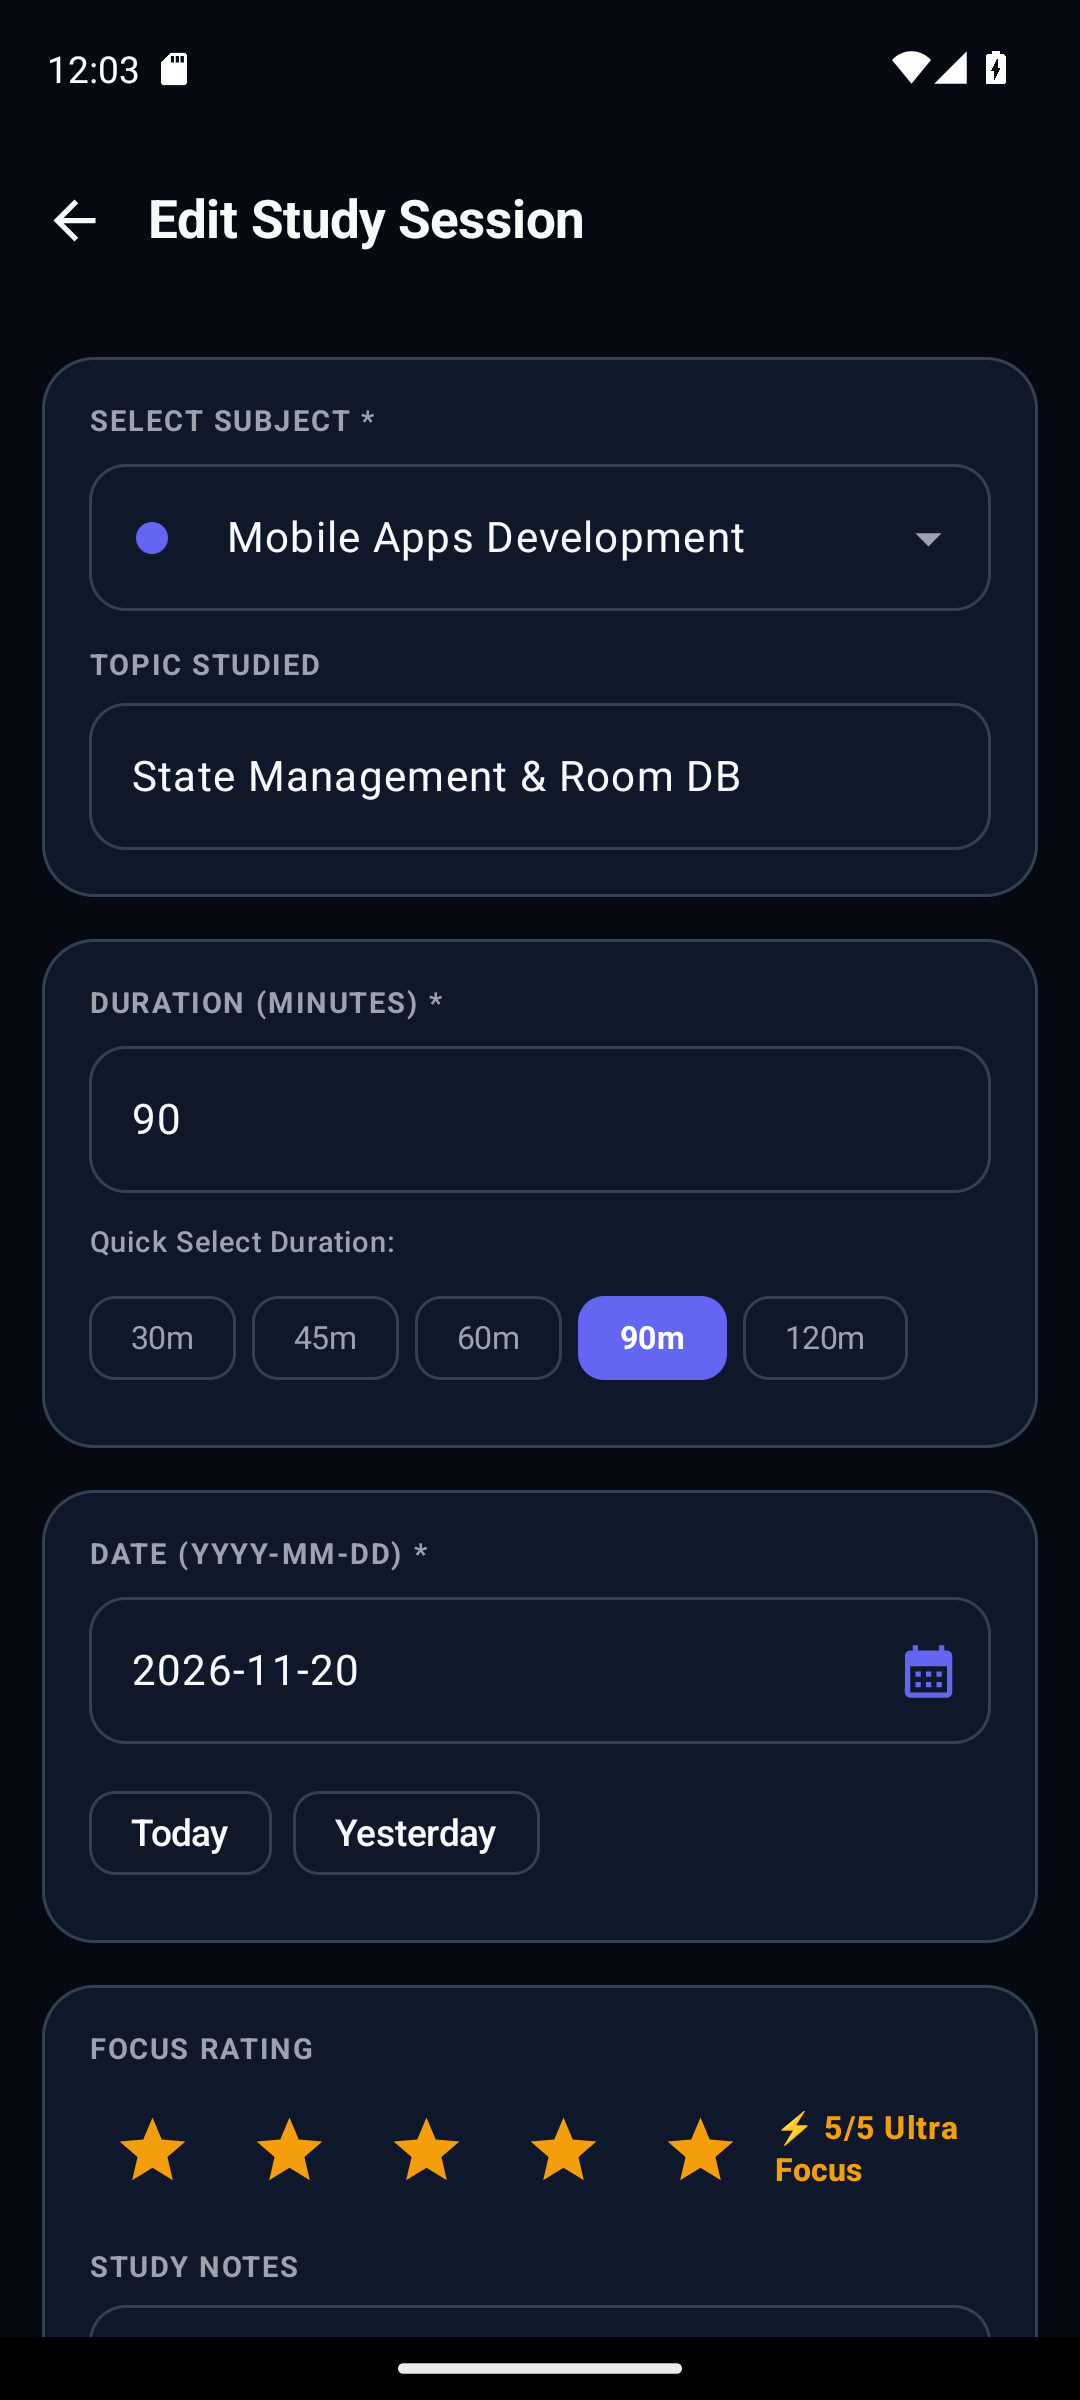 12:03
Edit Study Session
SELECT SUBJECT *
Mobile Apps Development
TOPIC STUDIED
State Management & Room DB
DURATION (MINUTES) *
90
Quick Select Duration:
30m 45m 60m 90m 120m
DATE (YYYY-MM-DD) *
2026-11-20
Today Yesterday
FOCUS RATING
⚡ 5/5 Ultra
Focus
STUDY NOTES